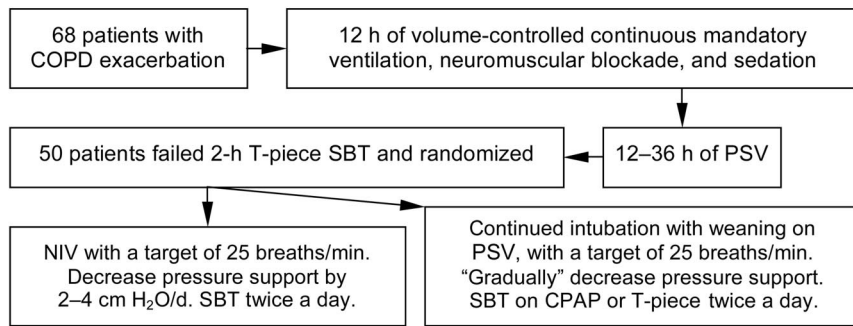 68 patients with
COPD exacerbation
12 h of volume-controlled continuous mandatory
ventilation, neuromuscular blockade, and sedation
50 patients failed 2-h T-piece SBT and randomized
12–36 h of PSV
NIV with a target of 25 breaths/min.
Decrease pressure support by
2–4 cm H₂O/d. SBT twice a day.
Continued intubation with weaning on
PSV, with a target of 25 breaths/min.
“Gradually” decrease pressure support.
SBT on CPAP or T-piece twice a day.